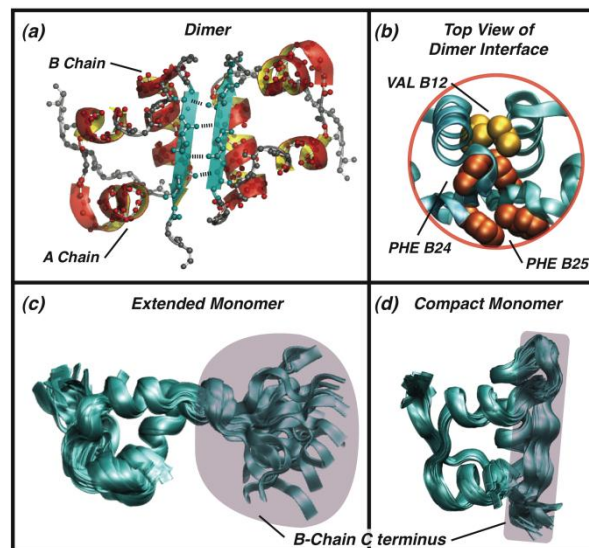 (a)
Dimer
B Chain
A Chain
(b)
Top View of
Dimer Interface
VAL B12
PHE B24
PHE B25
(c)
Extended Monomer
(d)
Compact Monomer
B-Chain C terminus